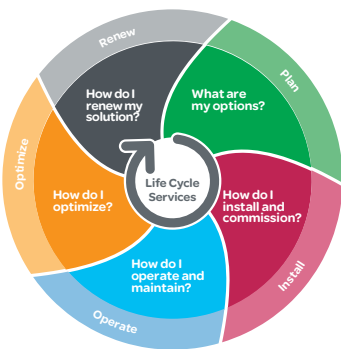 Renew
How do I
renew my
solution?
Plan
What are
my options?
Optimize
How do I
optimize?
Life Cycle
Services
How do I
install and
commission?
Install
How do I
operate and
maintain?
Operate